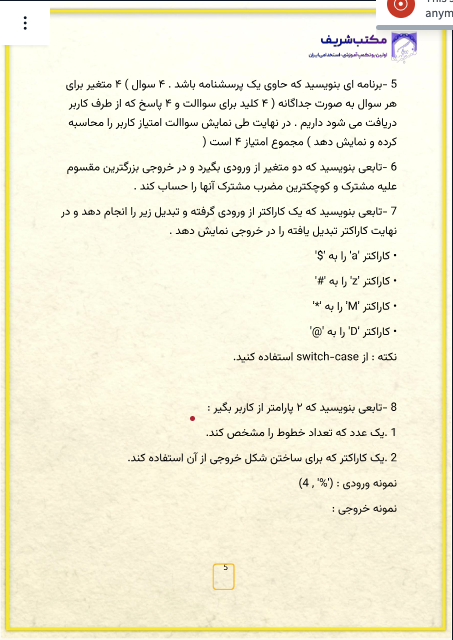 anym
مکتب‌شریف
اولین بوتکمپ آموزشی-استخدامی ایران
5 -برنامه ای بنویسید که حاوی یک پرسشنامه باشد . ۴ سوال ( ۴ متغیر برای
هر سوال به صورت جداگانه ( ۴ کلید برای سواالت و ۴ پاسخ که از طرف کاربر
دریافت می شود داریم . در نهایت طی نمایش سواالت امتیاز کاربر را محاسبه
کرده و نمایش دهد ) مجموع امتیاز ۴ است (
6 -تابعی بنویسید که دو متغیر از ورودی بگیرد و در خروجی بزرگترین مقسوم
علیه مشترک و کوچکترین مضرب مشترک آنها را حساب کند .
7 -تابعی بنویسید که یک کاراکتر از ورودی گرفته و تبدیل زیر را انجام دهد و در
نهایت کاراکتر تبدیل یافته را در خروجی نمایش دهد .
• کاراکتر 'a' را به '$'
• کاراکتر 'z' را به '#'
• کاراکتر 'M' را به '*'
• کاراکتر 'D' را به '@'
نکته : از switch-case استفاده کنید.
8 -تابعی بنویسید که ۲ پارامتر از کاربر بگیر :
1 .یک عدد که تعداد خطوط را مشخص کند.
2 .یک کاراکتر که برای ساختن شکل خروجی از آن استفاده کند.
نمونه ورودی : ('%' , 4)
نمونه خروجی :
5